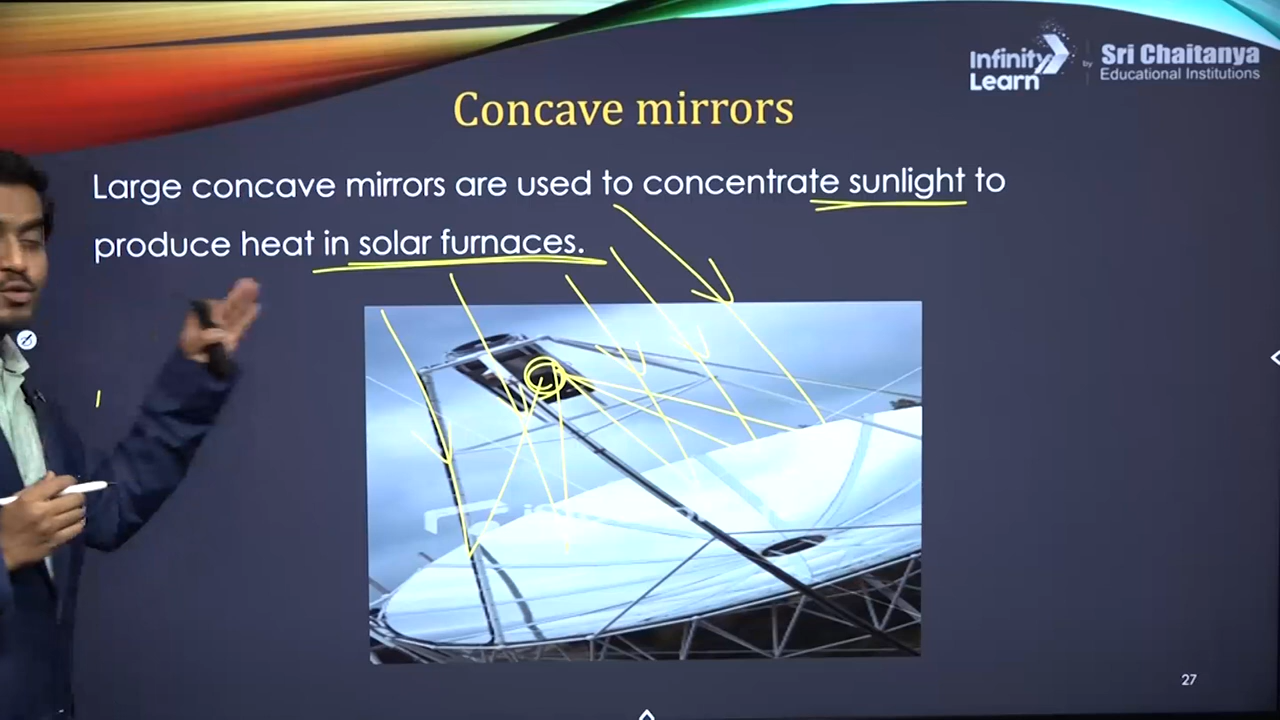 Infinity Learn by Sri Chaitanya Educational Institutions
Concave mirrors
Large concave mirrors are used to concentrate sunlight to
produce heat in solar furnaces.
27